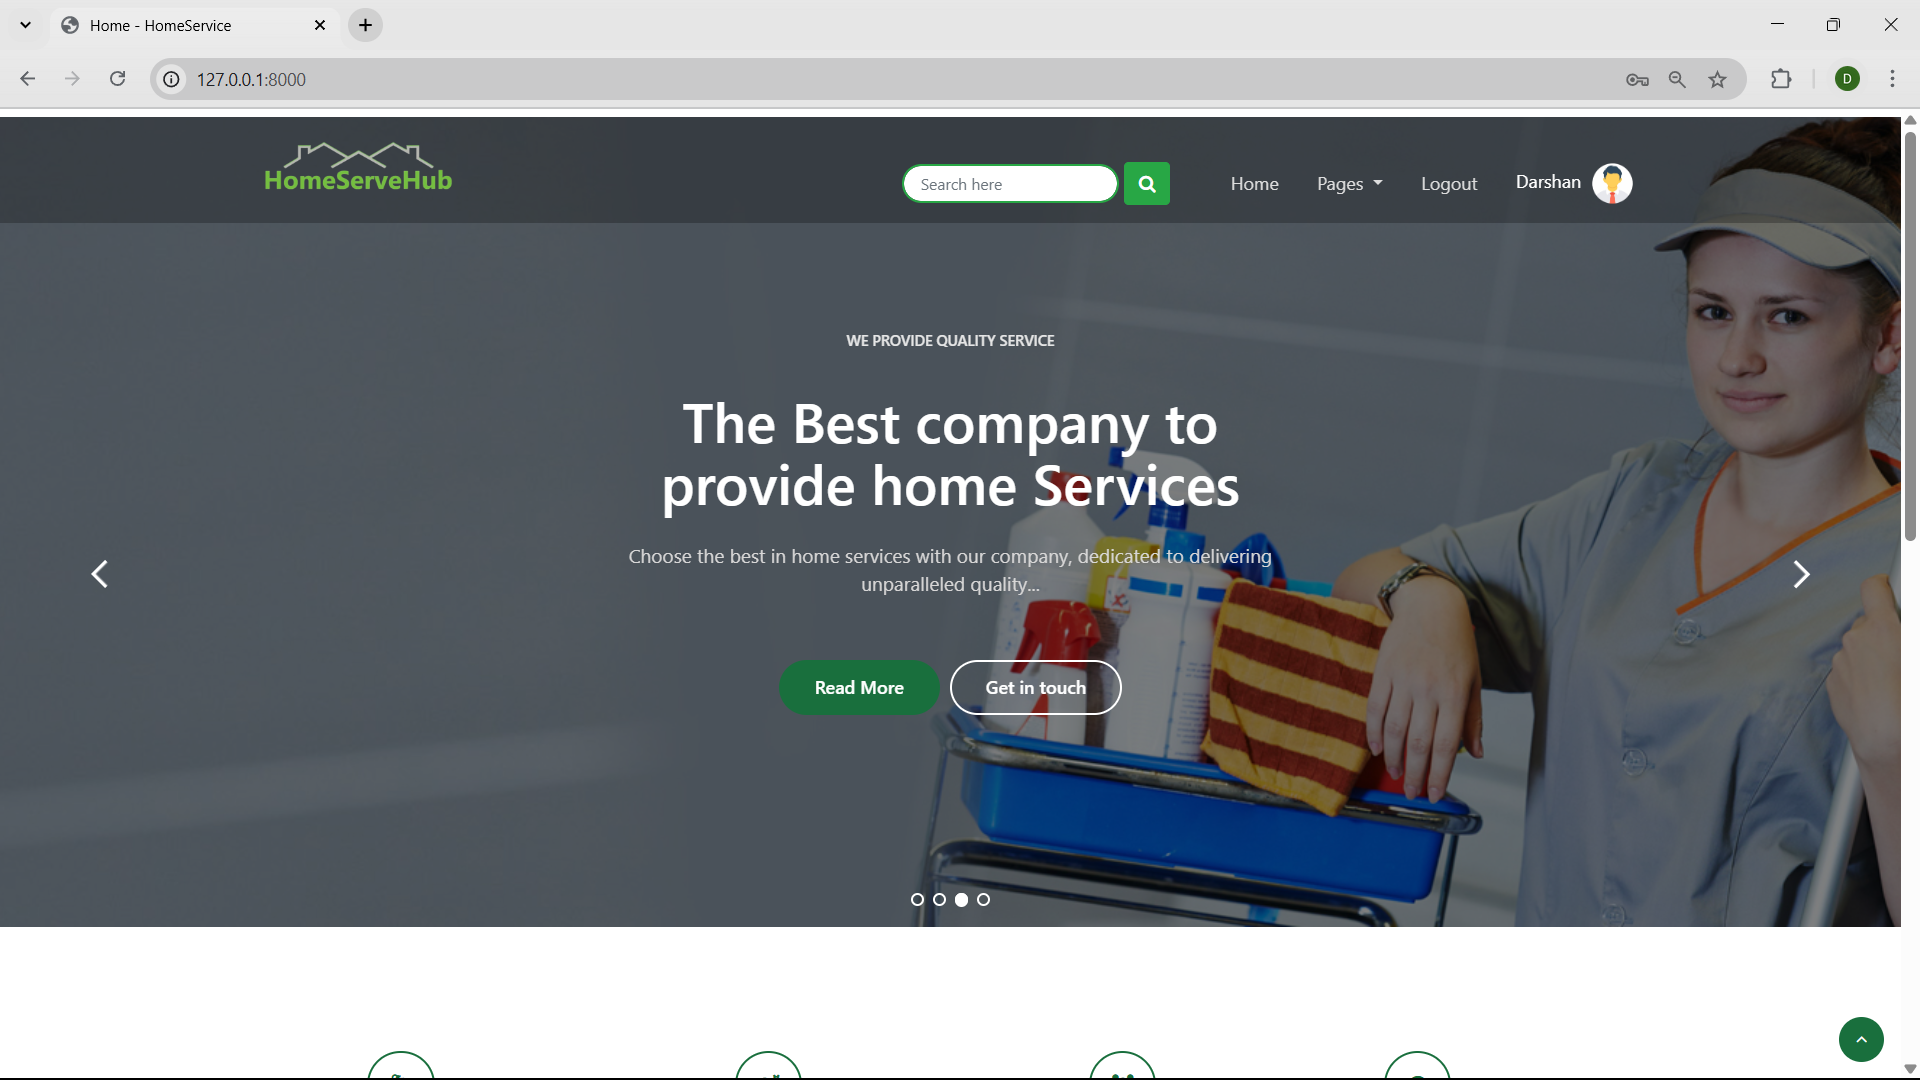 Home - HomeService
127.0.0.1:8000
D
HomeServeHub
Search here
Home
Pages
Logout
Darshan
WE PROVIDE QUALITY SERVICE
The Best company to
provide home Services
Choose the best in home services with our company, dedicated to delivering
unparalleled quality...
Read More
Get in touch